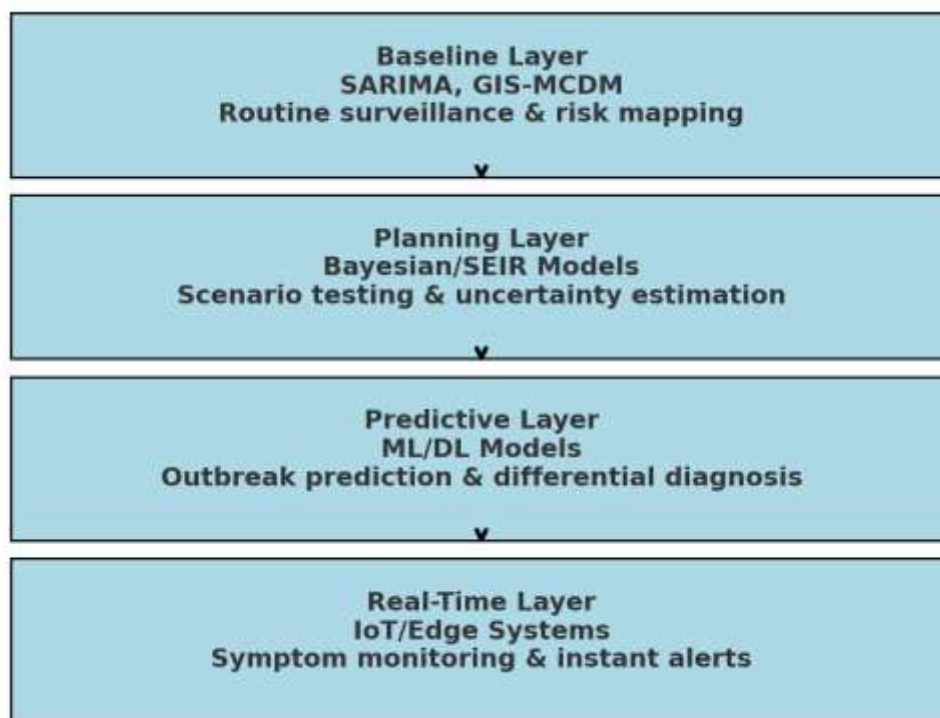 Baseline Layer
SARIMA, GIS-MCDM
Routine surveillance & risk mapping
Planning Layer
Bayesian/SEIR Models
Scenario testing & uncertainty estimation
Predictive Layer
ML/DL Models
Outbreak prediction & differential diagnosis
Real-Time Layer
IoT/Edge Systems
Symptom monitoring & instant alerts